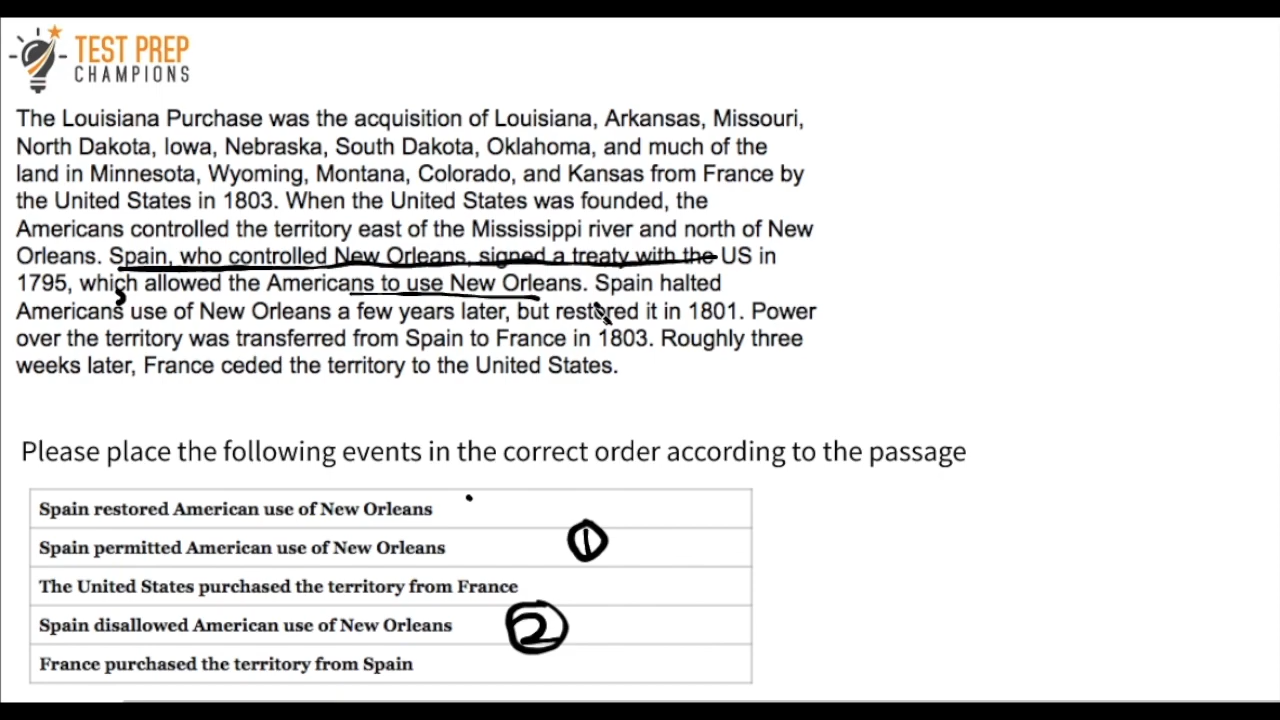 TEST PREP
CHAMPIONS
The Louisiana Purchase was the acquisition of Louisiana, Arkansas, Missouri,
North Dakota, Iowa, Nebraska, South Dakota, Oklahoma, and much of the
land in Minnesota, Wyoming, Montana, Colorado, and Kansas from France by
the United States in 1803. When the United States was founded, the
Americans controlled the territory east of the Mississippi river and north of New
Orleans. Spain, who controlled New Orleans, signed a treaty with the US in
1795, which allowed the Americans to use New Orleans. Spain halted
Americans use of New Orleans a few years later, but restored it in 1801. Power
over the territory was transferred from Spain to France in 1803. Roughly three
weeks later, France ceded the territory to the United States.
Please place the following events in the correct order according to the passage
Spain restored American use of New Orleans
Spain permitted American use of New Orleans 1
The United States purchased the territory from France
Spain disallowed American use of New Orleans 2
France purchased the territory from Spain